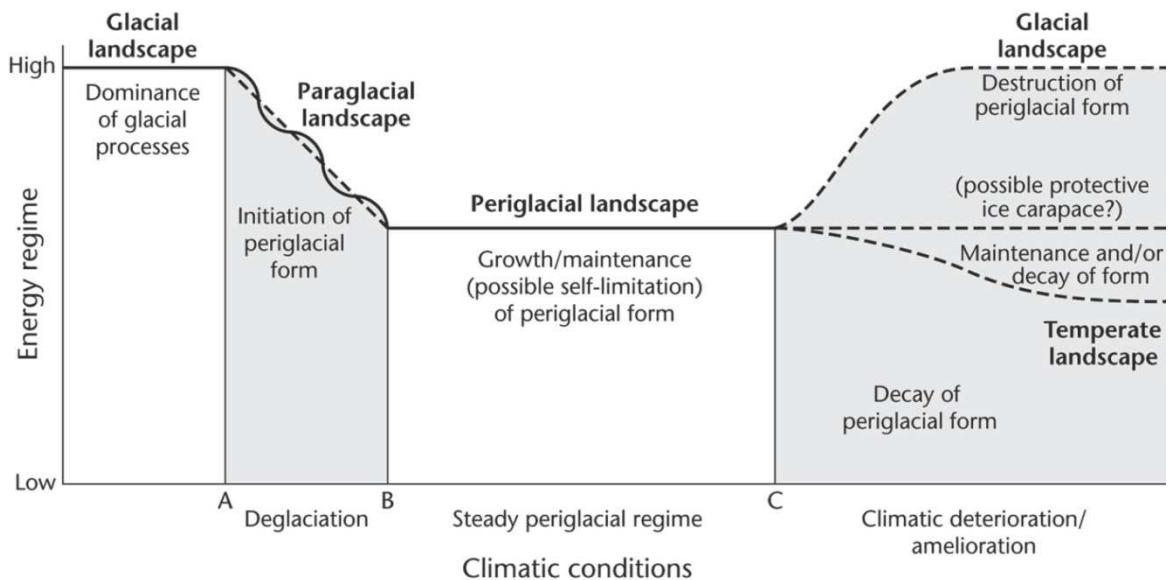 Glacial
landscape
Glacial
landscape
High
Dominance
of glacial
processes
Paraglacial
landscape
Destruction of
periglacial form
Energy regime
Initiation of
periglacial
form
Periglacial landscape
(possible protective
ice carapace?)
Growth/maintenance
(possible self-limitation)
of periglacial form
Maintenance and/or
decay of form
Temperate
landscape
Decay of
periglacial form
Low
A
B
C
Deglaciation
Steady periglacial regime
Climatic deterioration/
amelioration
Climatic conditions